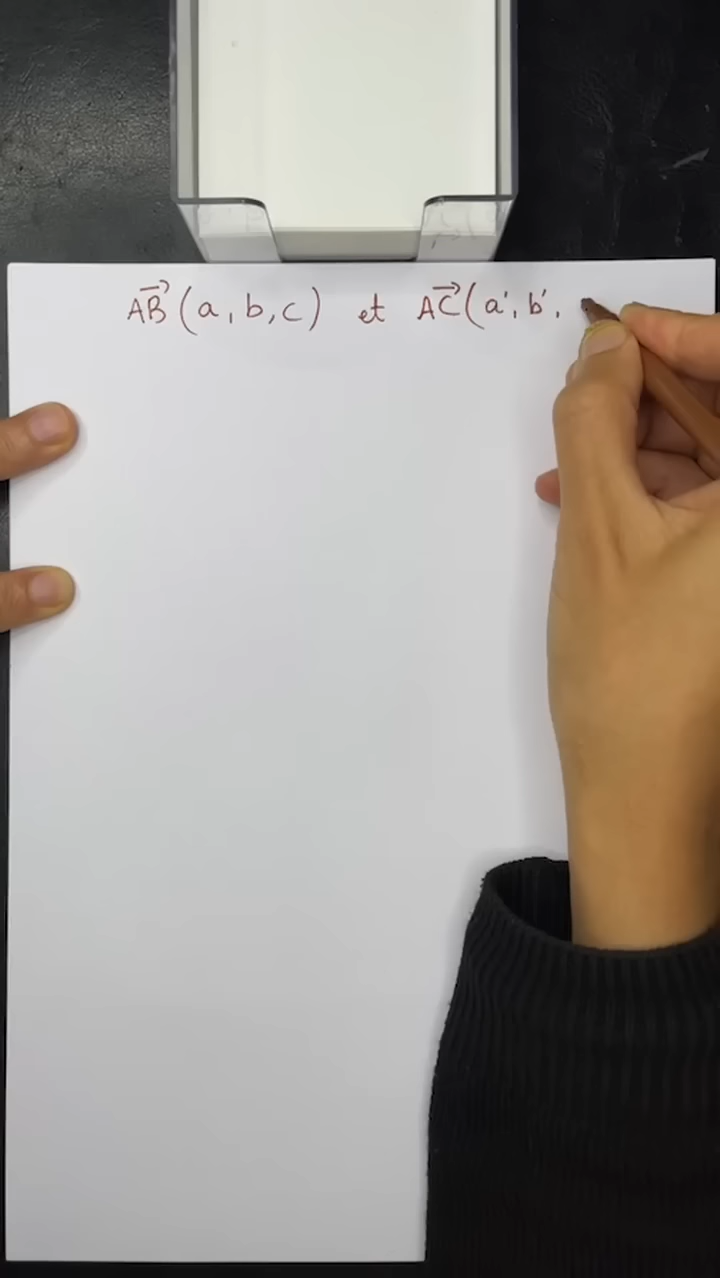 AB⃗ (a, b, c) et AC⃗ (a', b',